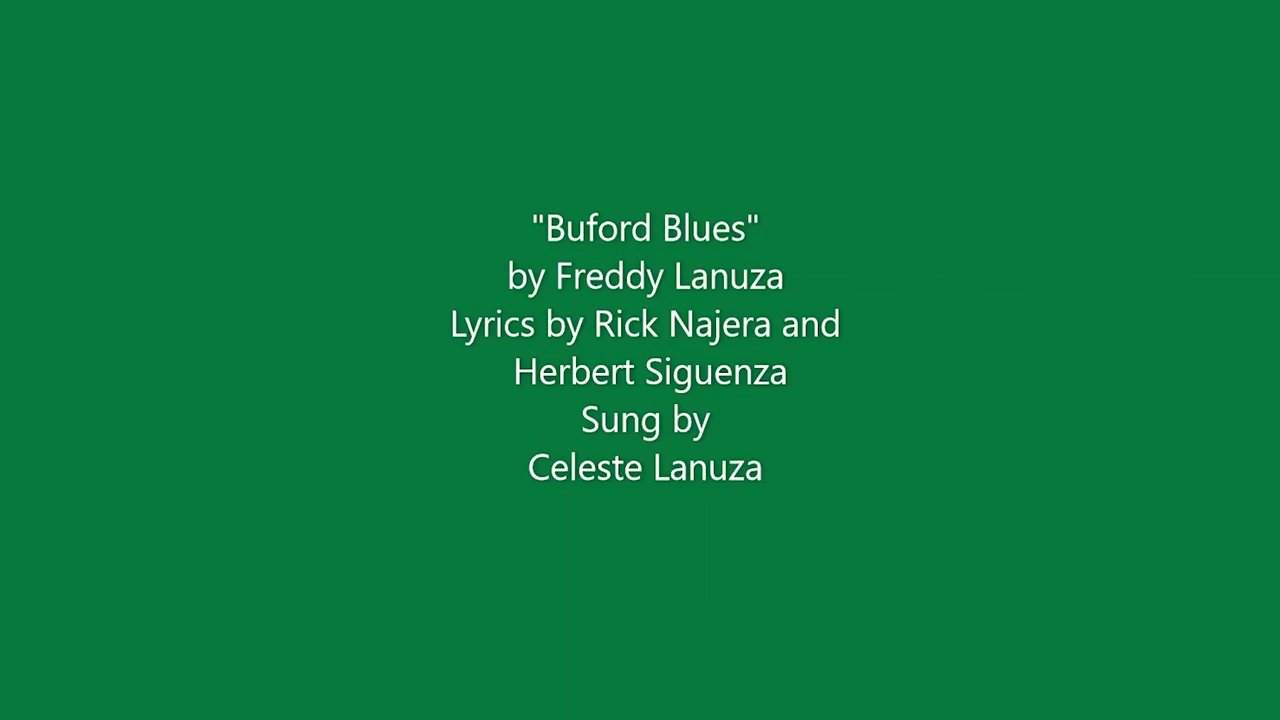 "Buford Blues"
by Freddy Lanuza
Lyrics by Rick Najera and
Herbert Siguenza
Sung by
Celeste Lanuza